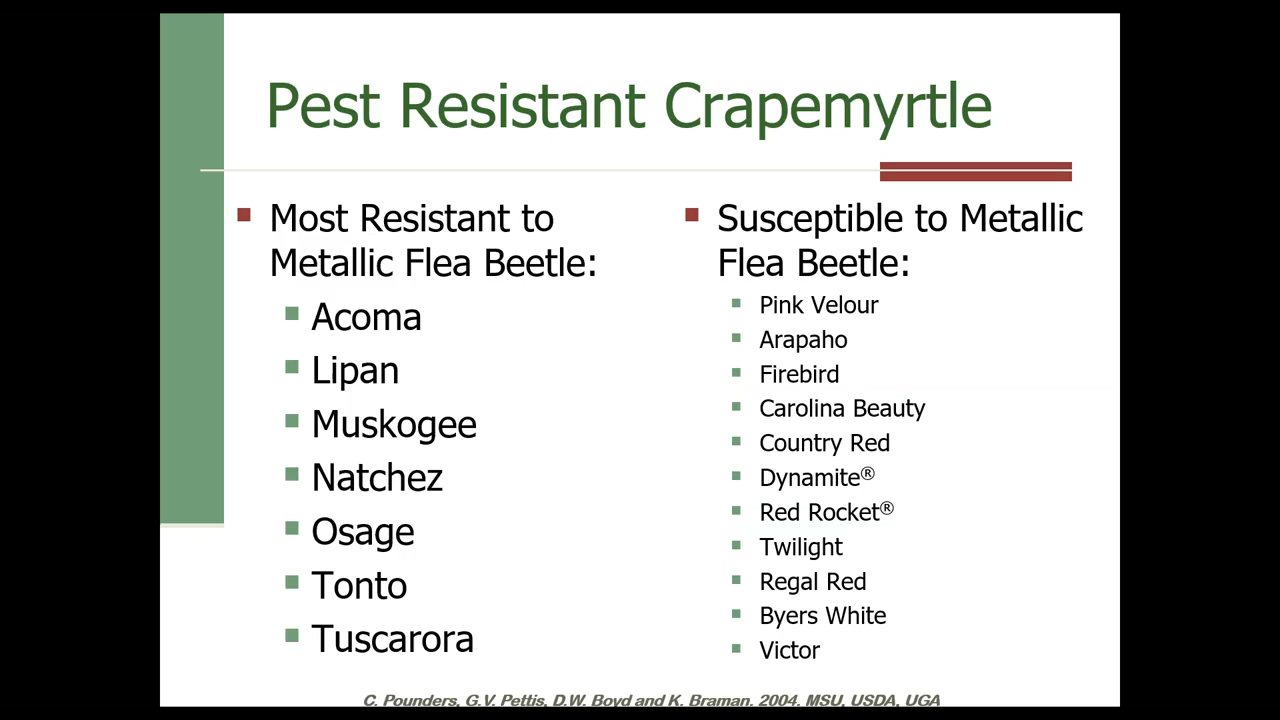 Pest Resistant Crapemyrtle
Most Resistant to
Metallic Flea Beetle:
Acoma
Lipan
Muskogee
Natchez
Osage
Tonto
Tuscarora
Susceptible to Metallic
Flea Beetle:
Pink Velour
Arapaho
Firebird
Carolina Beauty
Country Red
Dynamite®
Red Rocket®
Twilight
Regal Red
Byers White
Victor
C. Pounders, G.V. Pettis, D.W. Boyd and K. Braman. 2004. MSU, USDA, UGA